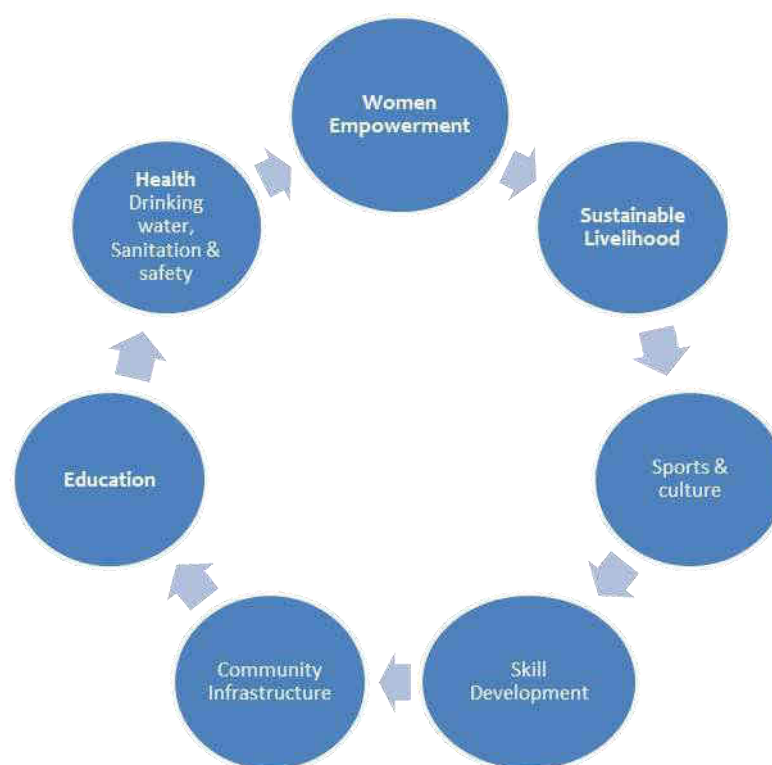 Women
Empowerment
Sustainable
Livelihood
Sports &
culture
Skill
Development
Community
Infrastructure
Education
Health
Drinking
water,
Sanitation &
safety